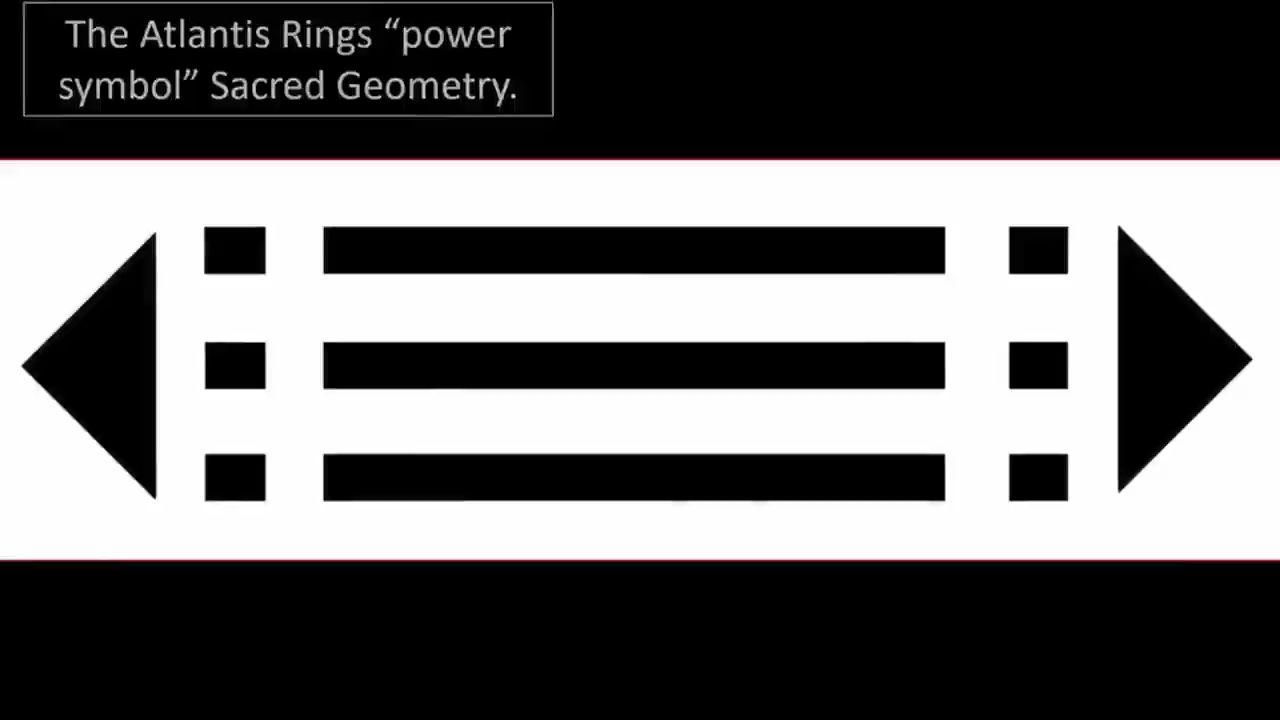 The Atlantis Rings “power
symbol” Sacred Geometry.